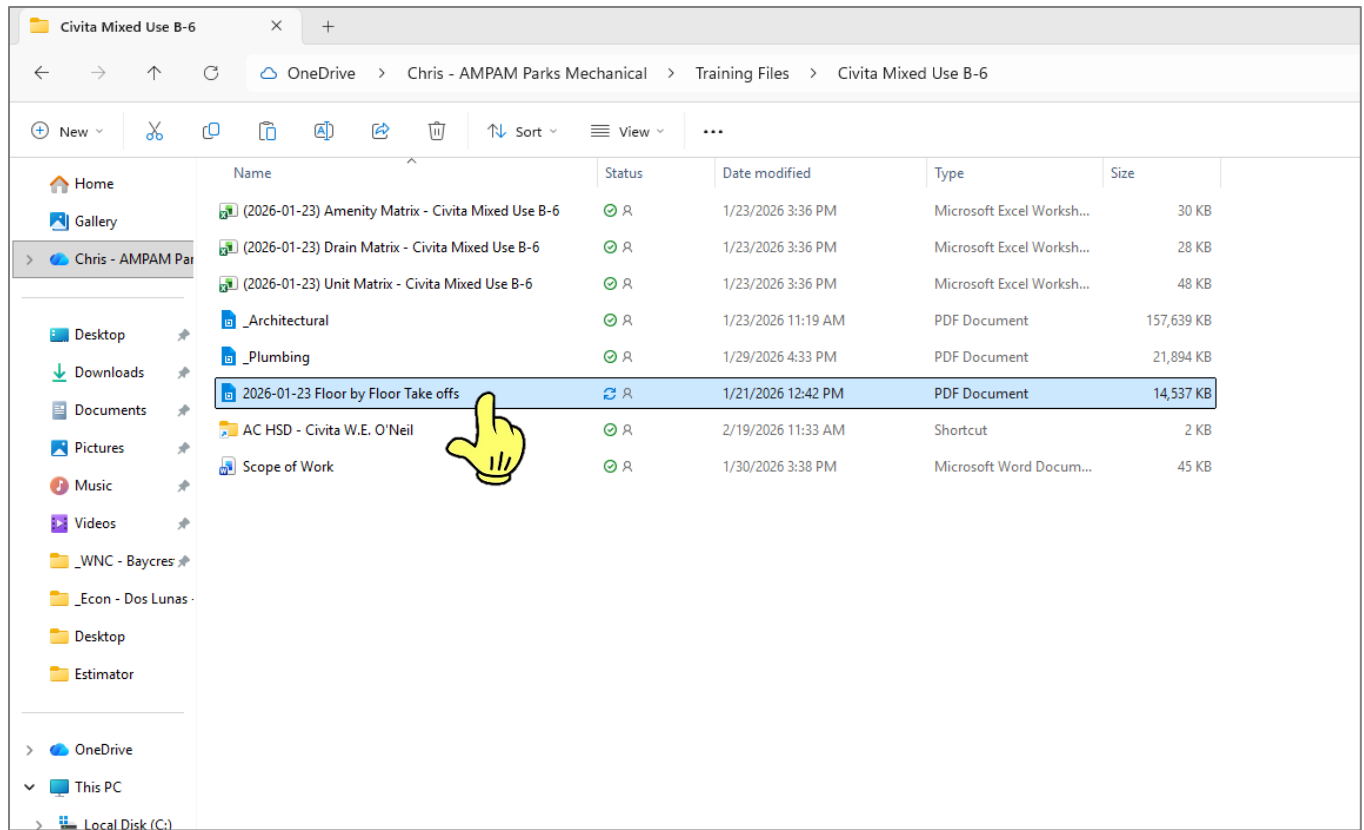 Civita Mixed Use B-6
OneDrive > Chris - AMPAM Parks Mechanical > Training Files > Civita Mixed Use B-6
New Sort View
Name Status Date modified Type Size
Home
Gallery
Chris - AMPAM Par
Desktop
Downloads
Documents
Pictures
Music
Videos
_WNC - Baycres
_Econ - Dos Lunas -
Desktop
Estimator
OneDrive
This PC
Local Disk (C:)
(2026-01-23) Amenity Matrix - Civita Mixed Use B-6 1/23/2026 3:36 PM Microsoft Excel Worksh... 30 KB
(2026-01-23) Drain Matrix - Civita Mixed Use B-6 1/23/2026 3:36 PM Microsoft Excel Worksh... 28 KB
(2026-01-23) Unit Matrix - Civita Mixed Use B-6 1/23/2026 3:36 PM Microsoft Excel Worksh... 48 KB
_Architectural 1/23/2026 11:19 AM PDF Document 157,639 KB
_Plumbing 1/29/2026 4:33 PM PDF Document 21,894 KB
2026-01-23 Floor by Floor Take offs 1/21/2026 12:42 PM PDF Document 14,537 KB
AC HSD - Civita W.E. O'Neil 2/19/2026 11:33 AM Shortcut 2 KB
Scope of Work 1/30/2026 3:38 PM Microsoft Word Docum... 45 KB